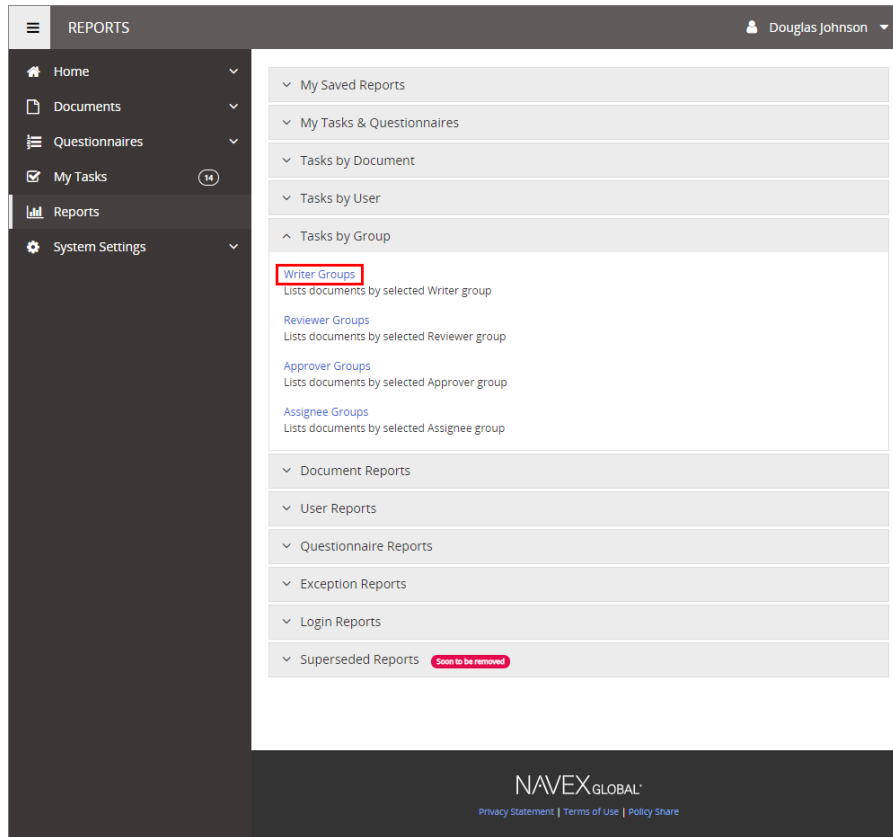 REPORTS
Douglas Johnson
Home
Documents
Questionnaires
My Tasks 14
Reports
System Settings
My Saved Reports
My Tasks & Questionnaires
Tasks by Document
Tasks by User
Tasks by Group
Writer Groups
Lists documents by selected Writer group
Reviewer Groups
Lists documents by selected Reviewer group
Approver Groups
Lists documents by selected Approver group
Assignee Groups
Lists documents by selected Assignee group
Document Reports
User Reports
Questionnaire Reports
Exception Reports
Login Reports
Superseded Reports Soon to be removed
NAVEX GLOBAL
Privacy Statement | Terms of Use | Policy Share